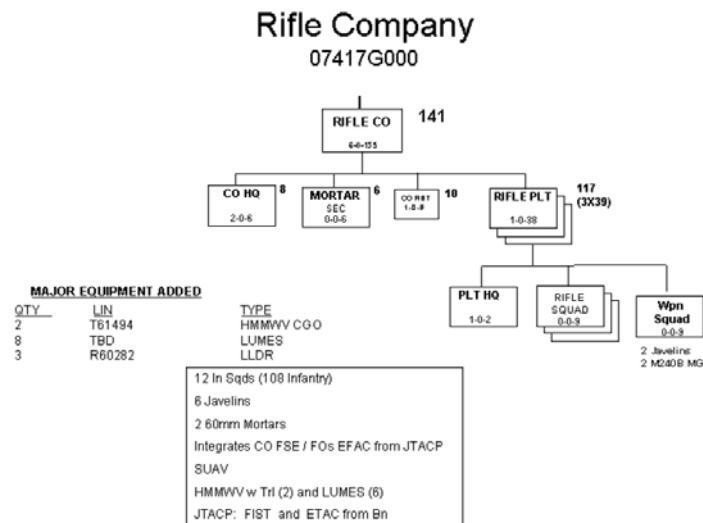 Rifle Company
07417G000
RIFLE CO
6-0-135
141
CO HQ
2-0-6
8
MORTAR
SEC
0-0-6
6
10
RIFLE PLT
1-0-38
117
(3X39)
PLT HQ
1-0-2
RIFLE
SQUAD
0-0-9
Wpn
Squad
0-0-9
2 Javelins
2 M240B MG
MAJOR EQUIPMENT ADDED
QTY LIN TYPE
2 T61494 HMMWV CGO
8 TBD LUMES
3 R60282 LLDR
12 In Sqds (108 Infantry)
6 Javelins
2 60mm Mortars
Integrates CO FSE / FOs EFAC from JTACP
SUAV
HMMWV w Trl (2) and LUMES (6)
JTACP: FIST and ETAC from Bn